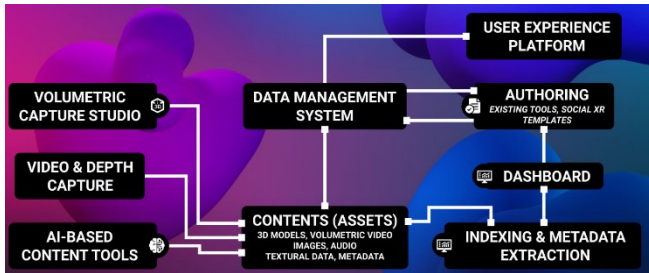 USER EXPERIENCE
PLATFORM
VOLUMETRIC
CAPTURE STUDIO
DATA MANAGEMENT
SYSTEM
AUTHORING
EXISTING TOOLS, SOCIAL XR
TEMPLATES
VIDEO & DEPTH
CAPTURE
DASHBOARD
AI-BASED
CONTENT TOOLS
CONTENTS (ASSETS)
3D MODELS, VOLUMETRIC VIDEO
IMAGES, AUDIO
TEXTURAL DATA, METADATA
INDEXING & METADATA
EXTRACTION